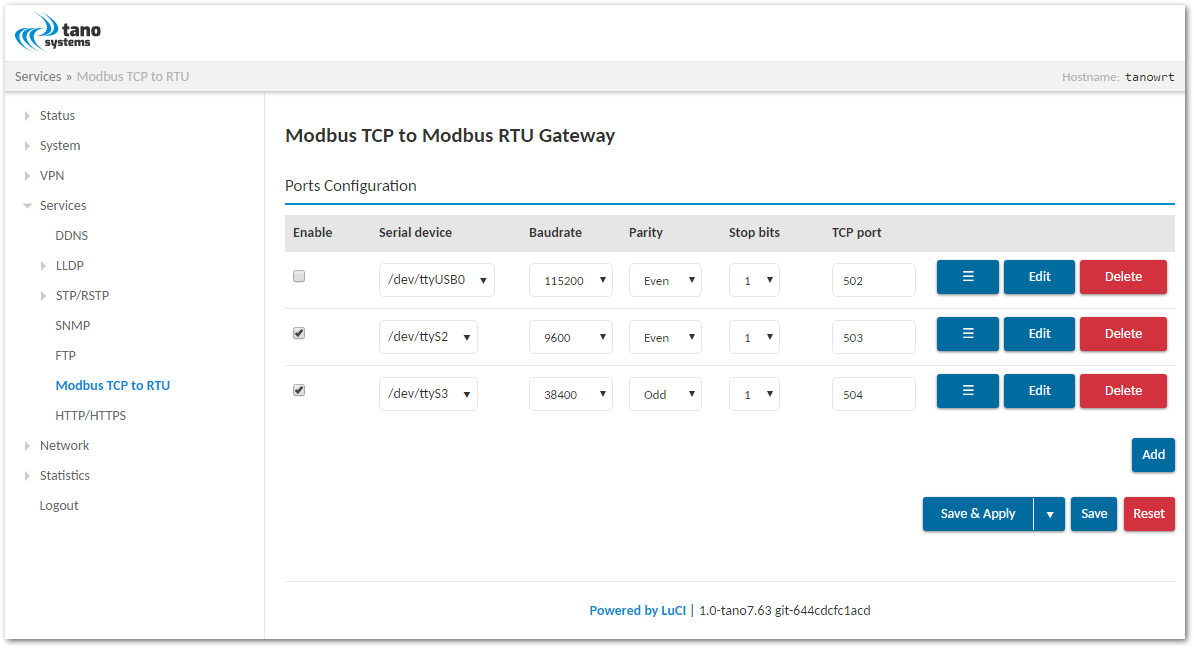 tano
systems
Services » Modbus TCP to RTU
Hostname: tanowrt
Status
System
VPN
Services
DDNS
LLDP
STP/RSTP
SNMP
FTP
Modbus TCP to RTU
HTTP/HTTPS
Network
Statistics
Logout
Modbus TCP to Modbus RTU Gateway
Ports Configuration
Enable Serial device Baudrate Parity Stop bits TCP port
/dev/ttyUSB0 115200 Even 1 502 Edit Delete
/dev/ttyS2 9600 Even 1 503 Edit Delete
/dev/ttyS3 38400 Odd 1 504 Edit Delete
Add
Save & Apply Save Reset
Powered by LuCI | 1.0-tano7.63 git-644cdcfc1acd